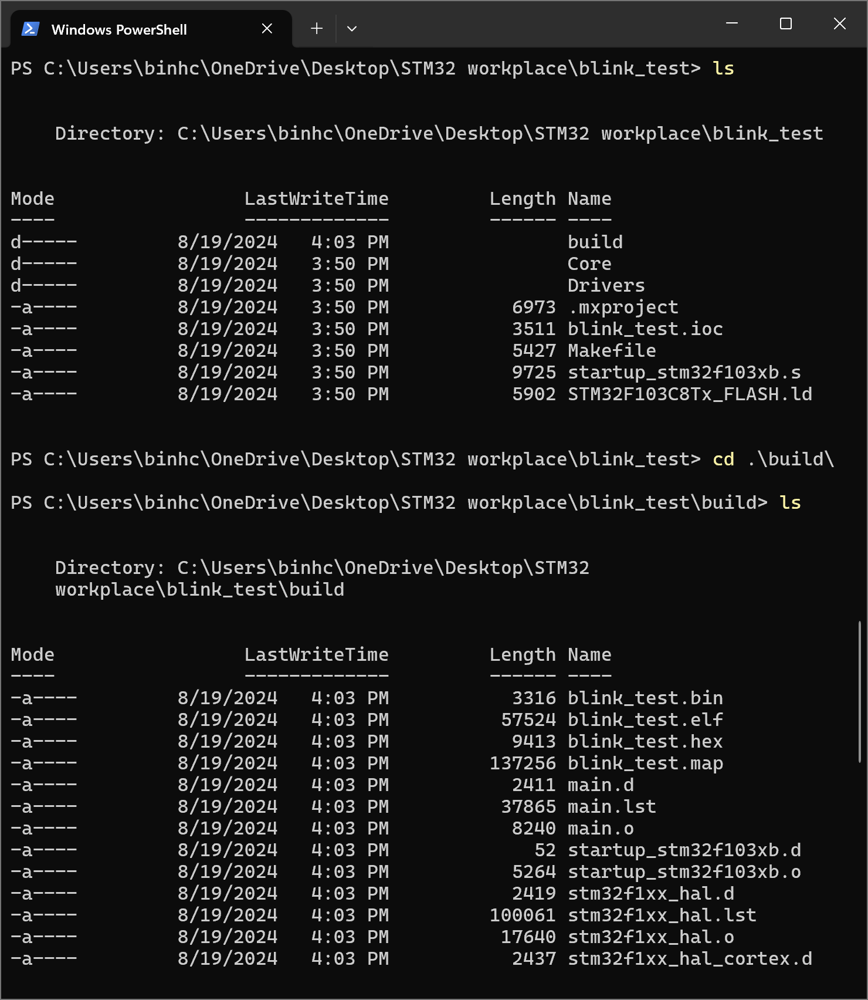 Windows PowerShell
PS C:\Users\binhc\OneDrive\Desktop\STM32 workplace\blink_test> ls
Directory: C:\Users\binhc\OneDrive\Desktop\STM32 workplace\blink_test
Mode                 LastWriteTime         Length Name
----                 -------------         ------ ----
d-----         8/19/2024   4:03 PM                build
d-----         8/19/2024   3:50 PM                Core
d-----         8/19/2024   3:50 PM                Drivers
-a----         8/19/2024   3:50 PM           6973 .mxproject
-a----         8/19/2024   3:50 PM           3511 blink_test.ioc
-a----         8/19/2024   3:50 PM           5427 Makefile
-a----         8/19/2024   3:50 PM           9725 startup_stm32f103xb.s
-a----         8/19/2024   3:50 PM           5902 STM32F103C8Tx_FLASH.ld
PS C:\Users\binhc\OneDrive\Desktop\STM32 workplace\blink_test> cd .\build\
PS C:\Users\binhc\OneDrive\Desktop\STM32 workplace\blink_test\build> ls
Directory: C:\Users\binhc\OneDrive\Desktop\STM32
workplace\blink_test\build
Mode                 LastWriteTime         Length Name
----                 -------------         ------ ----
-a----         8/19/2024   4:03 PM           3316 blink_test.bin
-a----         8/19/2024   4:03 PM          57524 blink_test.elf
-a----         8/19/2024   4:03 PM           9413 blink_test.hex
-a----         8/19/2024   4:03 PM         137256 blink_test.map
-a----         8/19/2024   4:03 PM           2411 main.d
-a----         8/19/2024   4:03 PM          37865 main.lst
-a----         8/19/2024   4:03 PM           8240 main.o
-a----         8/19/2024   4:03 PM             52 startup_stm32f103xb.d
-a----         8/19/2024   4:03 PM           5264 startup_stm32f103xb.o
-a----         8/19/2024   4:03 PM           2419 stm32f1xx_hal.d
-a----         8/19/2024   4:03 PM         100061 stm32f1xx_hal.lst
-a----         8/19/2024   4:03 PM          17640 stm32f1xx_hal.o
-a----         8/19/2024   4:03 PM           2437 stm32f1xx_hal_cortex.d